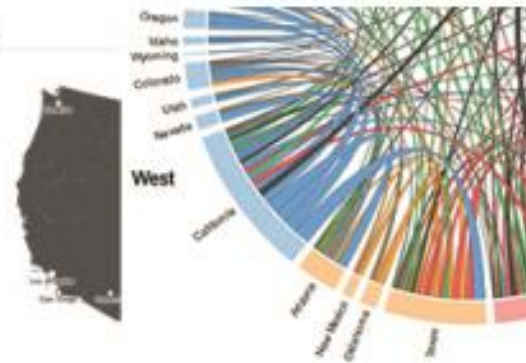 Oregon
Idaho
Wyoming
Colorado
Utah
Nevada
West
California
Arizona
New Mexico
Oklahoma
Texas
San Diego